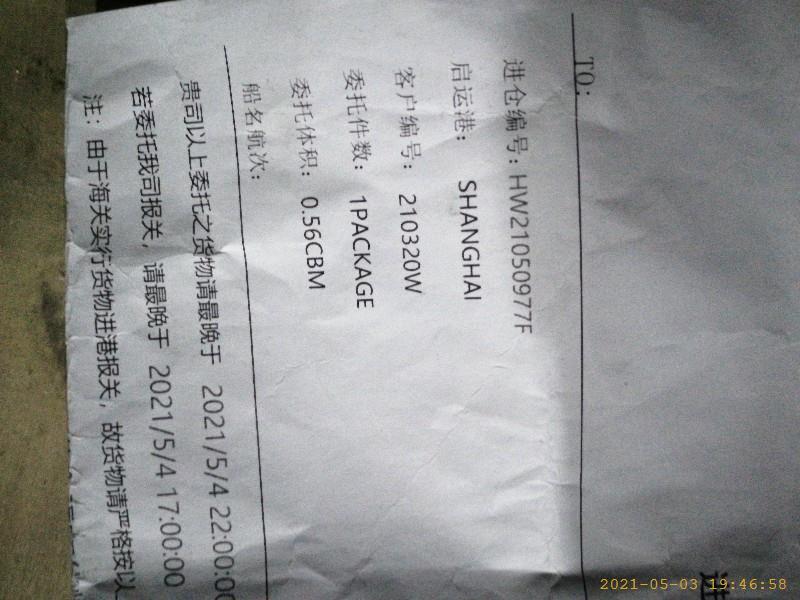 进
TO:
进仓编号: HW21050977F
启运港: SHANGHAI
客户编号: 210320W
委托件数: 1PACKAGE
委托体积: 0.56CBM
船名航次:
贵司以上委托之货物请最晚于 2021/5/4 22:00:00
若委托我司报关, 请最晚于 2021/5/4 17:00:00
注: 由于海关实行货物进港报关, 故货物请严格按以
2021-05-03 19:46:58